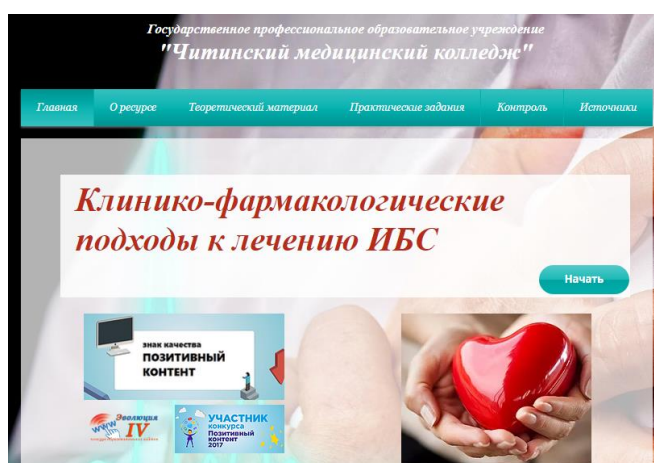 Государственное профессиональное образовательное учреждение
"Читинский медицинский колледж"
Главная
О ресурсе
Теоретический материал
Практические задания
Контроль
Источники
Клинико-фармакологические
подходы к лечению ИБС
Начать
знак качества
ПОЗИТИВНЫЙ
КОНТЕНТ
www
Эволюция
IV
УЧАСТНИК
конкурса
Позитивный
контент
2017